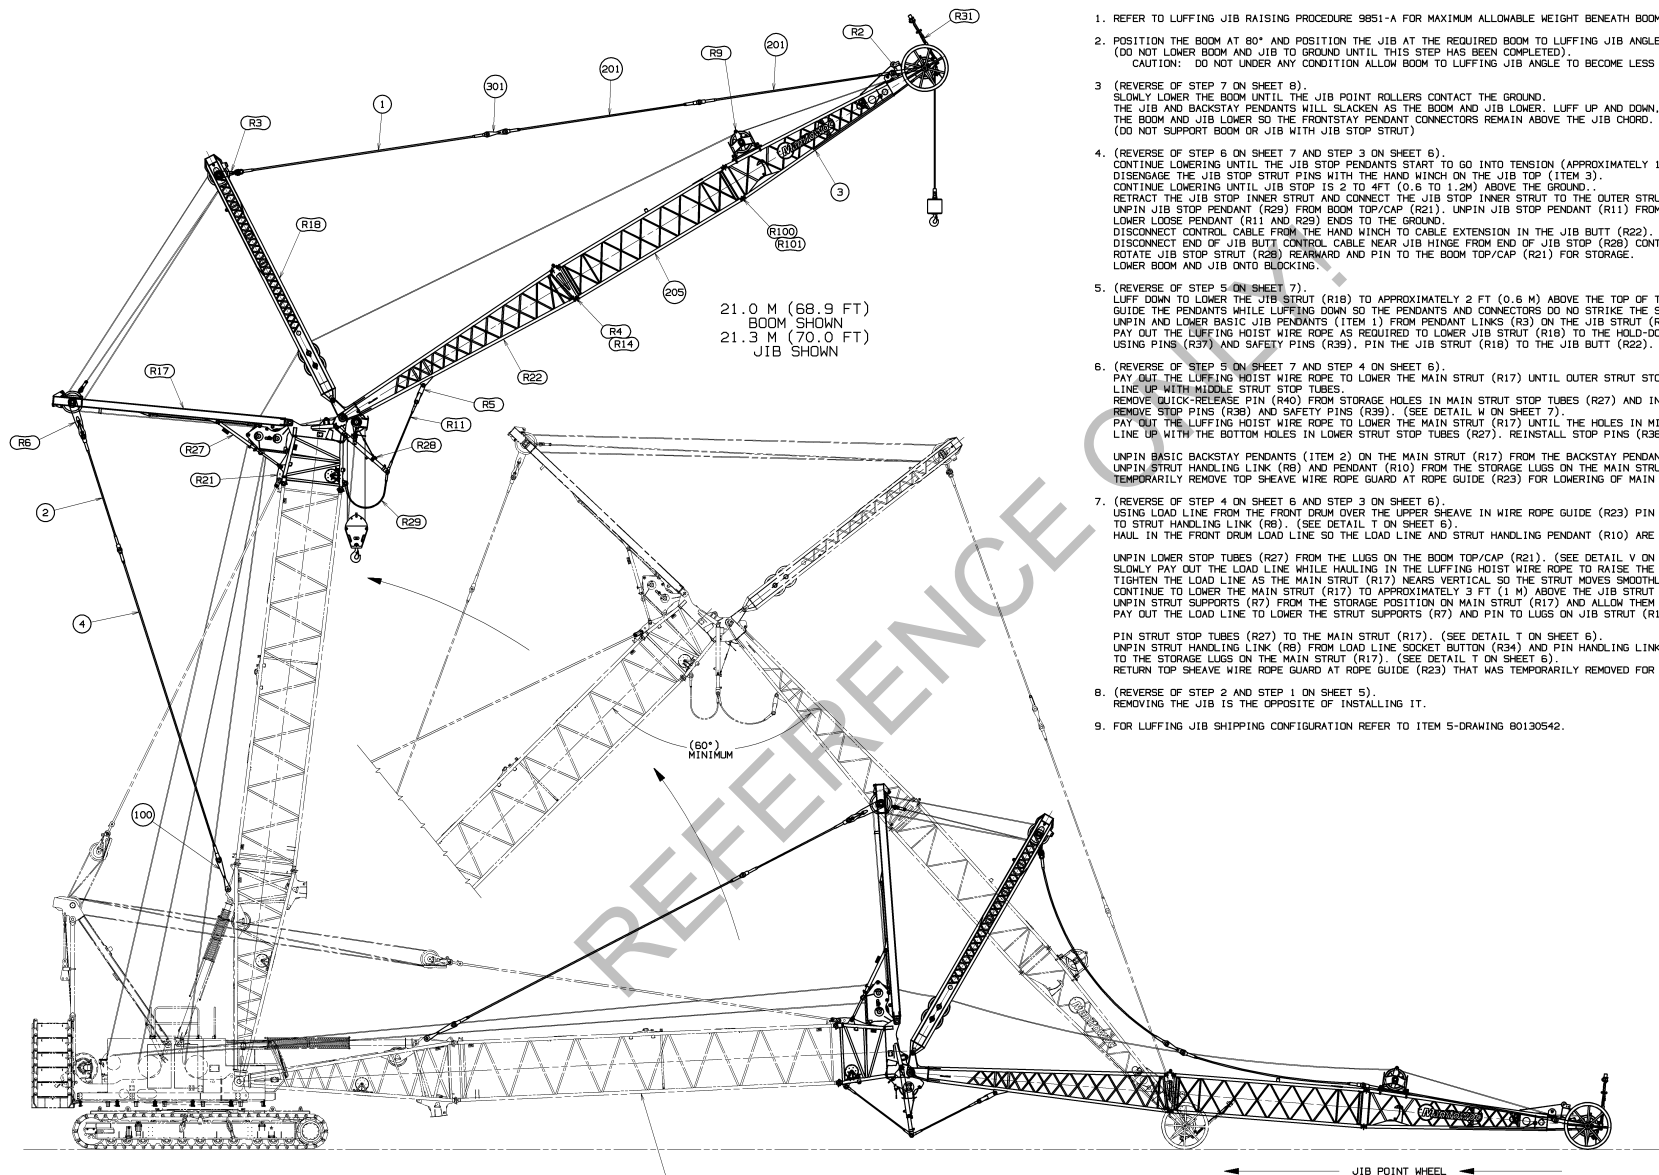 1. REFER TO LUFFING JIB RAISING PROCEDURE 9851-A FOR MAXIMUM ALLOWABLE WEIGHT BENEATH BOOM
2. POSITION THE BOOM AT 80° AND POSITION THE JIB AT THE REQUIRED BOOM TO LUFFING JIB ANGLE
(DO NOT LOWER BOOM AND JIB TO GROUND UNTIL THIS STEP HAS BEEN COMPLETED).
CAUTION: DO NOT UNDER ANY CONDITION ALLOW BOOM TO LUFFING JIB ANGLE TO BECOME LESS
3 (REVERSE OF STEP 7 ON SHEET 8).
SLOWLY LOWER THE BOOM UNTIL THE JIB POINT ROLLERS CONTACT THE GROUND.
THE JIB AND BACKSTAY PENDANTS WILL SLACKEN AS THE BOOM AND JIB LOWER. LUFF UP AND DOWN,
THE BOOM AND JIB LOWER SO THE FRONTSTAY PENDANT CONNECTORS REMAIN ABOVE THE JIB CHORD.
(DO NOT SUPPORT BOOM OR JIB WITH JIB STOP STRUT)
4. (REVERSE OF STEP 6 ON SHEET 7 AND STEP 3 ON SHEET 6).
CONTINUE LOWERING UNTIL THE JIB STOP PENDANTS START TO GO INTO TENSION (APPROXIMATELY 1
DISENGAGE THE JIB STOP STRUT PINS WITH THE HAND WINCH ON THE JIB TOP (ITEM 3).
CONTINUE LOWERING UNTIL JIB STOP IS 2 TO 4FT (0.6 TO 1.2M) ABOVE THE GROUND..
RETRACT THE JIB STOP INNER STRUT AND CONNECT THE JIB STOP INNER STRUT TO THE OUTER STRU
UNPIN JIB STOP PENDANT (R29) FROM BOOM TOP/CAP (R21). UNPIN JIB STOP PENDANT (R11) FROM
LOWER LOOSE PENDANT (R11 AND R29) ENDS TO THE GROUND.
DISCONNECT CONTROL CABLE FROM THE HAND WINCH TO CABLE EXTENSION IN THE JIB BUTT (R22).
DISCONNECT END OF JIB BUTT CONTROL CABLE NEAR JIB HINGE FROM END OF JIB STOP (R28) CONT
ROTATE JIB STOP STRUT (R28) REARWARD AND PIN TO THE BOOM TOP/CAP (R21) FOR STORAGE.
LOWER BOOM AND JIB ONTO BLOCKING.
5. (REVERSE OF STEP 5 ON SHEET 7).
LUFF DOWN TO LOWER THE JIB STRUT (R18) TO APPROXIMATELY 2 FT (0.6 M) ABOVE THE TOP OF T
GUIDE THE PENDANTS WHILE LUFFING DOWN SO THE PENDANTS AND CONNECTORS DO NO STRIKE THE S
UNPIN AND LOWER BASIC JIB PENDANTS (ITEM 1) FROM PENDANT LINKS (R3) ON THE JIB STRUT (R
PAY OUT THE LUFFING HOIST WIRE ROPE AS REQUIRED TO LOWER JIB STRUT (R18) TO THE HOLD-DO
USING PINS (R37) AND SAFETY PINS (R39), PIN THE JIB STRUT (R18) TO THE JIB BUTT (R22).
6. (REVERSE OF STEP 5 ON SHEET 7 AND STEP 4 ON SHEET 6).
PAY OUT THE LUFFING HOIST WIRE ROPE TO LOWER THE MAIN STRUT (R17) UNTIL OUTER STRUT STO
LINE UP WITH MIDDLE STRUT STOP TUBES.
REMOVE QUICK-RELEASE PIN (R40) FROM STORAGE HOLES IN MAIN STRUT STOP TUBES (R27) AND IN
REMOVE STOP PINS (R38) AND SAFETY PINS (R39). (SEE DETAIL W ON SHEET 7).
PAY OUT THE LUFFING HOIST WIRE ROPE TO LOWER THE MAIN STRUT (R17) UNTIL THE HOLES IN MI
LINE UP WITH THE BOTTOM HOLES IN LOWER STRUT STOP TUBES (R27). REINSTALL STOP PINS (R38
UNPIN BASIC BACKSTAY PENDANTS (ITEM 2) ON THE MAIN STRUT (R17) FROM THE BACKSTAY PENDAN
UNPIN STRUT HANDLING LINK (R8) AND PENDANT (R10) FROM THE STORAGE LUGS ON THE MAIN STRU
TEMPORARILY REMOVE TOP SHEAVE WIRE ROPE GUARD AT ROPE GUIDE (R23) FOR LOWERING OF MAIN
7. (REVERSE OF STEP 4 ON SHEET 6 AND STEP 3 ON SHEET 6).
USING LOAD LINE FROM THE FRONT DRUM OVER THE UPPER SHEAVE IN WIRE ROPE GUIDE (R23) PIN
TO STRUT HANDLING LINK (R8). (SEE DETAIL T ON SHEET 6).
HAUL IN THE FRONT DRUM LOAD LINE SO THE LOAD LINE AND STRUT HANDLING PENDANT (R10) ARE
UNPIN LOWER STOP TUBES (R27) FROM THE LUGS ON THE BOOM TOP/CAP (R21). (SEE DETAIL V ON
SLOWLY PAY OUT THE LOAD LINE WHILE HAULING IN THE LUFFING HOIST WIRE ROPE TO RAISE THE
TIGHTEN THE LOAD LINE AS THE MAIN STRUT (R17) NEARS VERTICAL SO THE STRUT MOVES SMOOTHL
CONTINUE TO LOWER THE MAIN STRUT (R17) TO APPROXIMATELY 3 FT (1 M) ABOVE THE JIB STRUT
UNPIN STRUT SUPPORTS (R7) FROM THE STORAGE POSITION ON MAIN STRUT (R17) AND ALLOW THEM
PAY OUT THE LOAD LINE TO LOWER THE STRUT SUPPORTS (R7) AND PIN TO LUGS ON JIB STRUT (R1
PIN STRUT STOP TUBES (R27) TO THE MAIN STRUT (R17). (SEE DETAIL T ON SHEET 6).
UNPIN STRUT HANDLING LINK (R8) FROM LOAD LINE SOCKET BUTTON (R34) AND PIN HANDLING LINK
TO THE STORAGE LUGS ON THE MAIN STRUT (R17). (SEE DETAIL T ON SHEET 6).
RETURN TOP SHEAVE WIRE ROPE GUARD AT ROPE GUIDE (R23) THAT WAS TEMPORARILY REMOVED FOR
8. (REVERSE OF STEP 2 AND STEP 1 ON SHEET 5).
REMOVING THE JIB IS THE OPPOSITE OF INSTALLING IT.
9. FOR LUFFING JIB SHIPPING CONFIGURATION REFER TO ITEM 5-DRAWING 80130542.
R31
R2
201
R9
201
301
1
R3
Manitowoc
3
R18
R100
R101
205
21.0 M (68.9 FT)
BOOM SHOWN
21.3 M (70.0 FT)
JIB SHOWN
R4
R14
R22
R17
R5
R11
R6
R27
R28
R21
2
R29
4
(60°)
MINIMUM
100
Manitowoc
Manitowoc
JIB POINT WHEEL
REFERENCE ONLY!